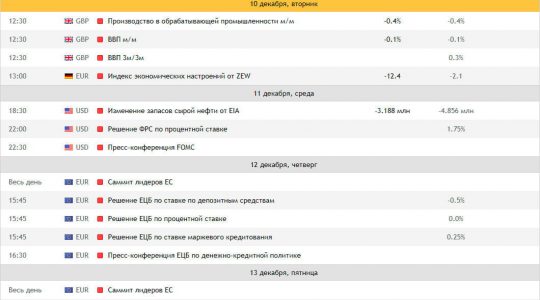 10 декабря, вторник
12:30 GBP Производство в обрабатывающей промышленности м/м -0.4% -0.4%
12:30 GBP ВВП м/м -0.1% -0.1%
12:30 GBP ВВП 3м/3м 0.3%
13:00 EUR Индекс экономических настроений от ZEW -12.4 -2.1
11 декабря, среда
18:30 USD Изменение запасов сырой нефти от EIA -3.188 млн -4.856 млн
22:00 USD Решение ФРС по процентной ставке 1.75%
22:30 USD Пресс-конференция FOMC
12 декабря, четверг
Весь день EUR Саммит лидеров ЕС
15:45 EUR Решение ЕЦБ по ставке по депозитным средствам -0.5%
15:45 EUR Решение ЕЦБ по процентной ставке 0.0%
15:45 EUR Решение ЕЦБ по ставке маржевого кредитования 0.25%
16:30 EUR Пресс-конференция ЕЦБ по денежно-кредитной политике
13 декабря, пятница
Весь день EUR Саммит лидеров ЕС